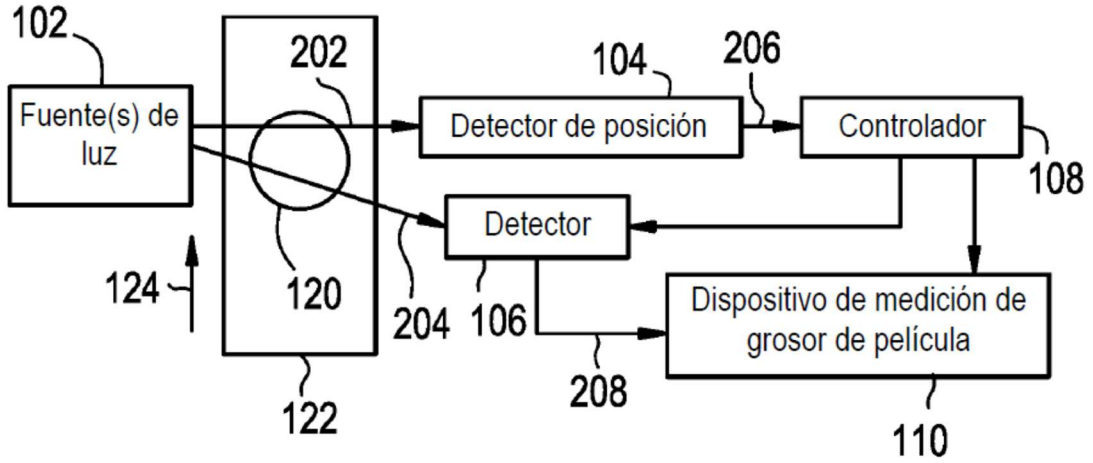 102
202
104
206
Fuente(s) de
luz
Detector de posición
Controlador
108
Detector
124
120
204
106
Dispositivo de medición de
grosor de película
208
122
110